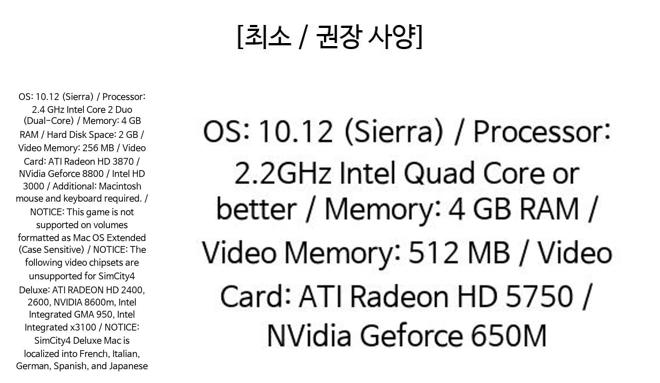 [최소 / 권장 사양]
OS: 10.12 (Sierra) / Processor:
2.4 GHz Intel Core 2 Duo
(Dual-Core) / Memory: 4 GB
RAM / Hard Disk Space: 2 GB /
Video Memory: 256 MB / Video
Card: ATI Radeon HD 3870 /
NVidia Geforce 8800 / Intel HD
3000 / Additional: Macintosh
mouse and keyboard required. /
NOTICE: This game is not
supported on volumes
formatted as Mac OS Extended
(Case Sensitive) / NOTICE: The
following video chipsets are
unsupported for SimCity4
Deluxe: ATI RADEON HD 2400,
2600, NVIDIA 8600m, Intel
Integrated GMA 950, Intel
Integrated x3100 / NOTICE:
SimCity4 Deluxe Mac is
localized into French, Italian,
German, Spanish, and Japanese
OS: 10.12 (Sierra) / Processor:
2.2GHz Intel Quad Core or
better / Memory: 4 GB RAM /
Video Memory: 512 MB / Video
Card: ATI Radeon HD 5750 /
NVidia Geforce 650M